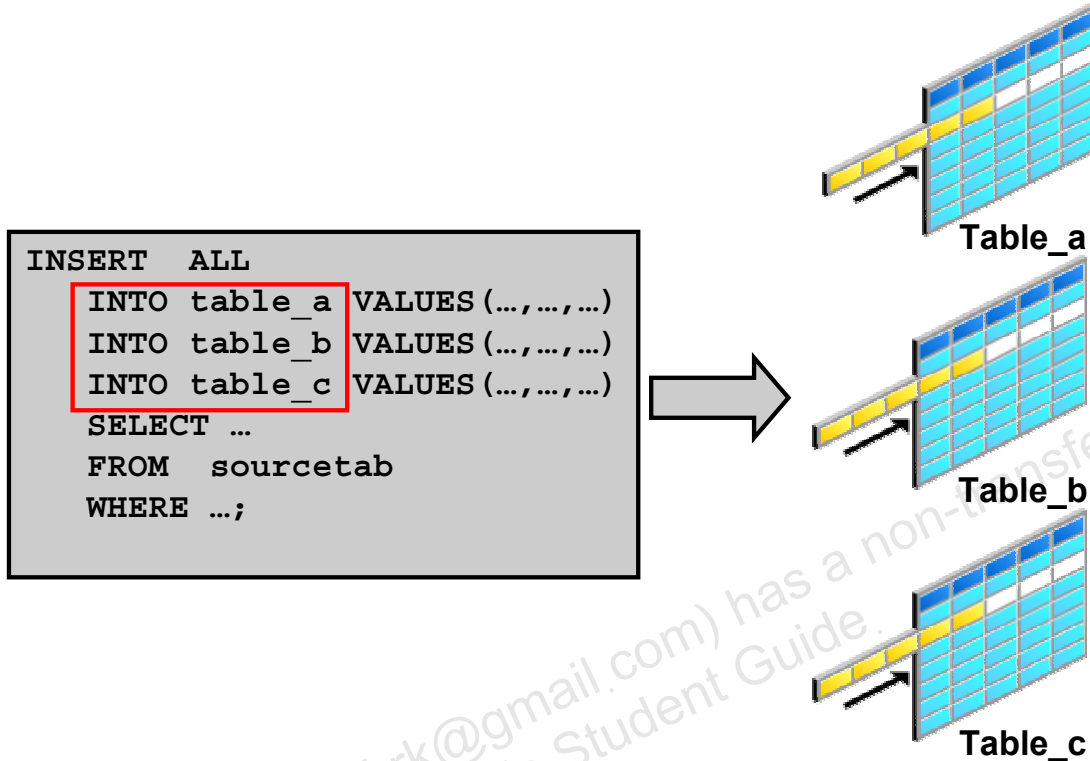 INSERT ALL
INTO table_a VALUES(…,…,…)
INTO table_b VALUES(…,…,…)
INTO table_c VALUES(…,…,…)
SELECT …
FROM sourcetab
WHERE …;
Table_a
Table_b
Table_c
com) has a non-
Student Guide.